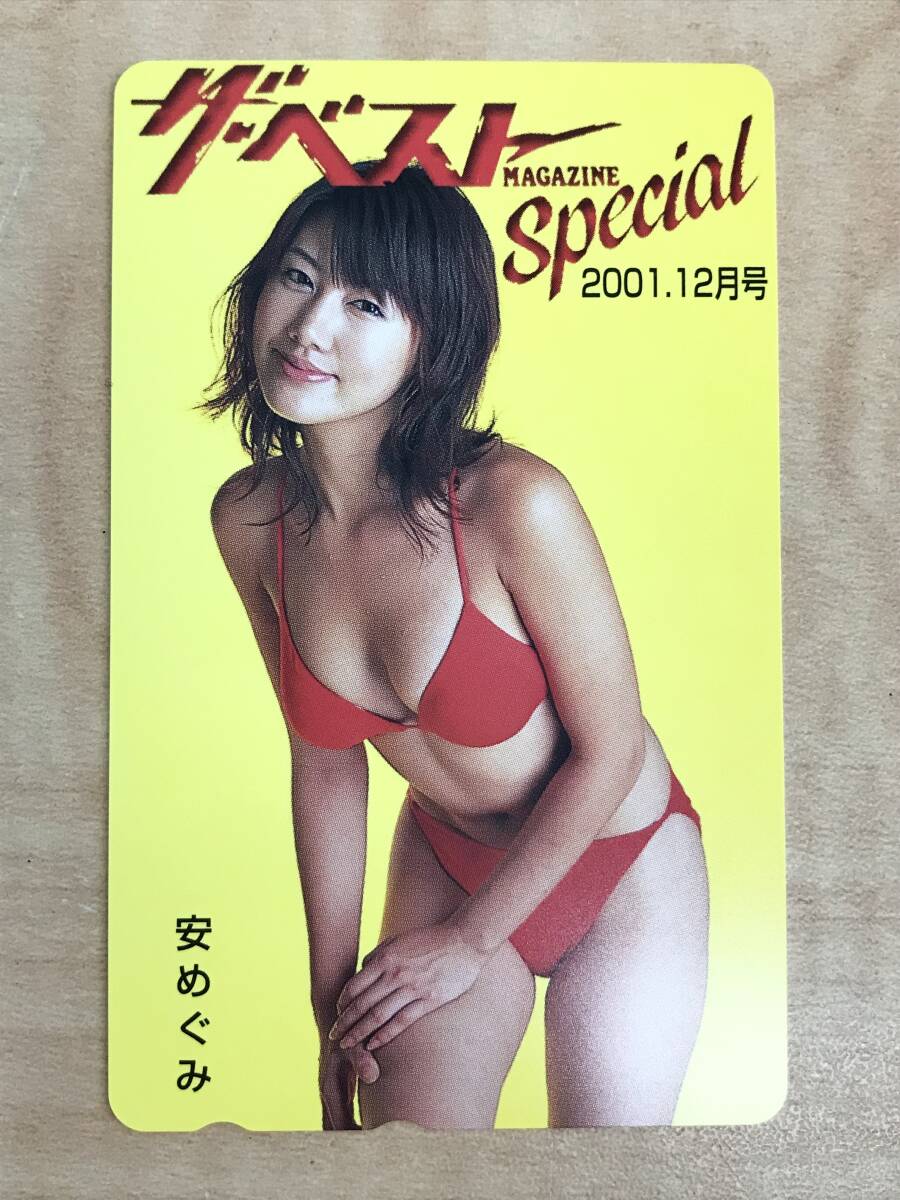 ザ・ベスト
MAGAZINE
Special
2001.12月号
安めぐみ